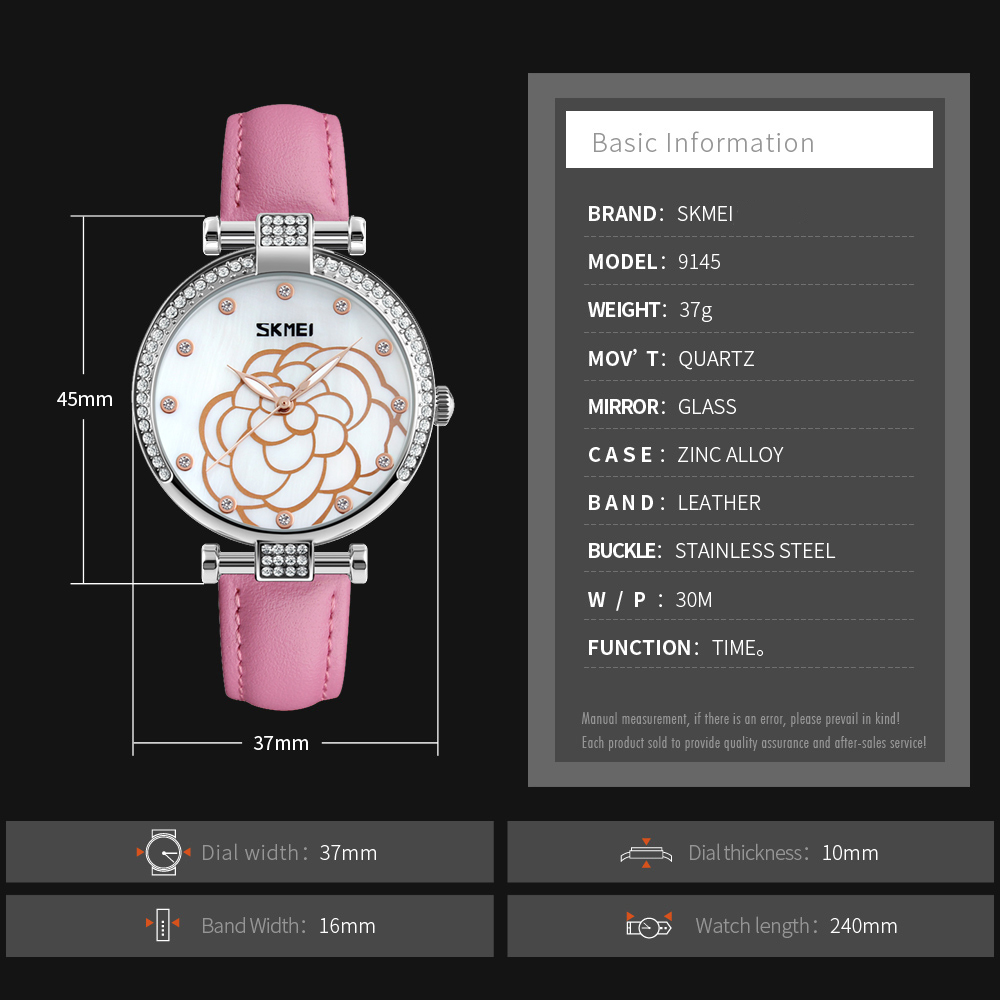 SKMEI
45mm
37mm
Basic Information
BRAND: SKMEI
MODEL: 9145
WEIGHT: 37g
MOV’ T: QUARTZ
MIRROR: GLASS
CASE: ZINC ALLOY
BAND: LEATHER
BUCKLE: STAINLESS STEEL
W / P : 30M
FUNCTION: TIME。
Manual measurement, if there is an error, please prevail in kind!
Each product sold to provide quality assurance and after-sales service!
Dial width: 37mm
Dial thickness: 10mm
Band Width: 16mm
Watch length: 240mm